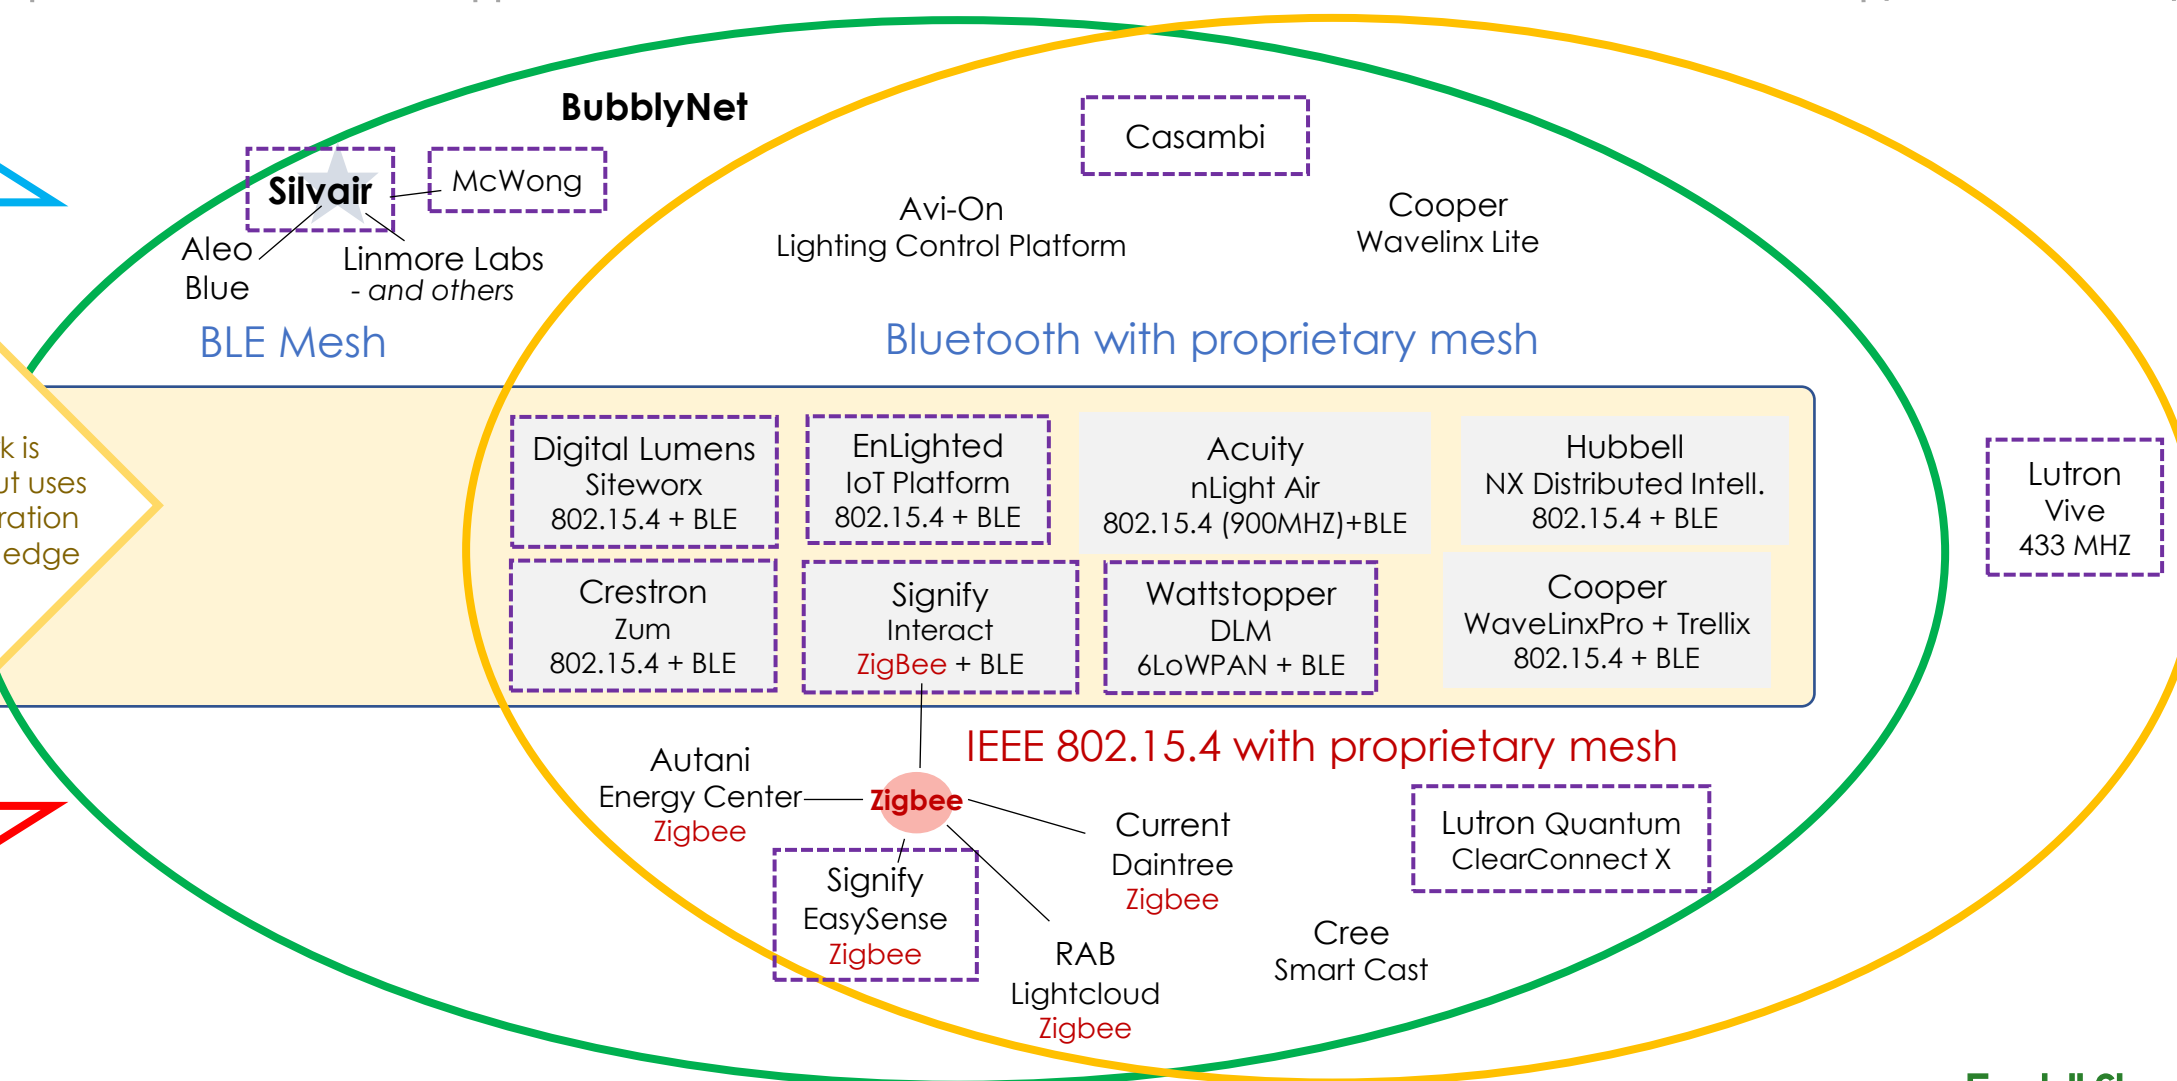 BubblyNet
Casambi
Silvair
McWong
Avi-On
Lighting Control Platform
Cooper
Wavelinx Lite
Aleo
Blue
Linmore Labs
- and others
BLE Mesh
Bluetooth with proprietary mesh
k is
ut uses
ration
edge
Digital Lumens
Siteworx
802.15.4 + BLE
EnLighted
IoT Platform
802.15.4 + BLE
Acuity
nLight Air
802.15.4 (900MHZ)+BLE
Hubbell
NX Distributed Intell.
802.15.4 + BLE
Lutron
Vive
433 MHZ
Crestron
Zum
802.15.4 + BLE
Signify
Interact
ZigBee + BLE
Wattstopper
DLM
6LoWPAN + BLE
Cooper
WaveLinxPro + Trellix
802.15.4 + BLE
IEEE 802.15.4 with proprietary mesh
Autani
Energy Center
Zigbee
Zigbee
Current
Daintree
Zigbee
Lutron Quantum
ClearConnect X
Signify
EasySense
Zigbee
RAB
Lightcloud
Zigbee
Cree
Smart Cast